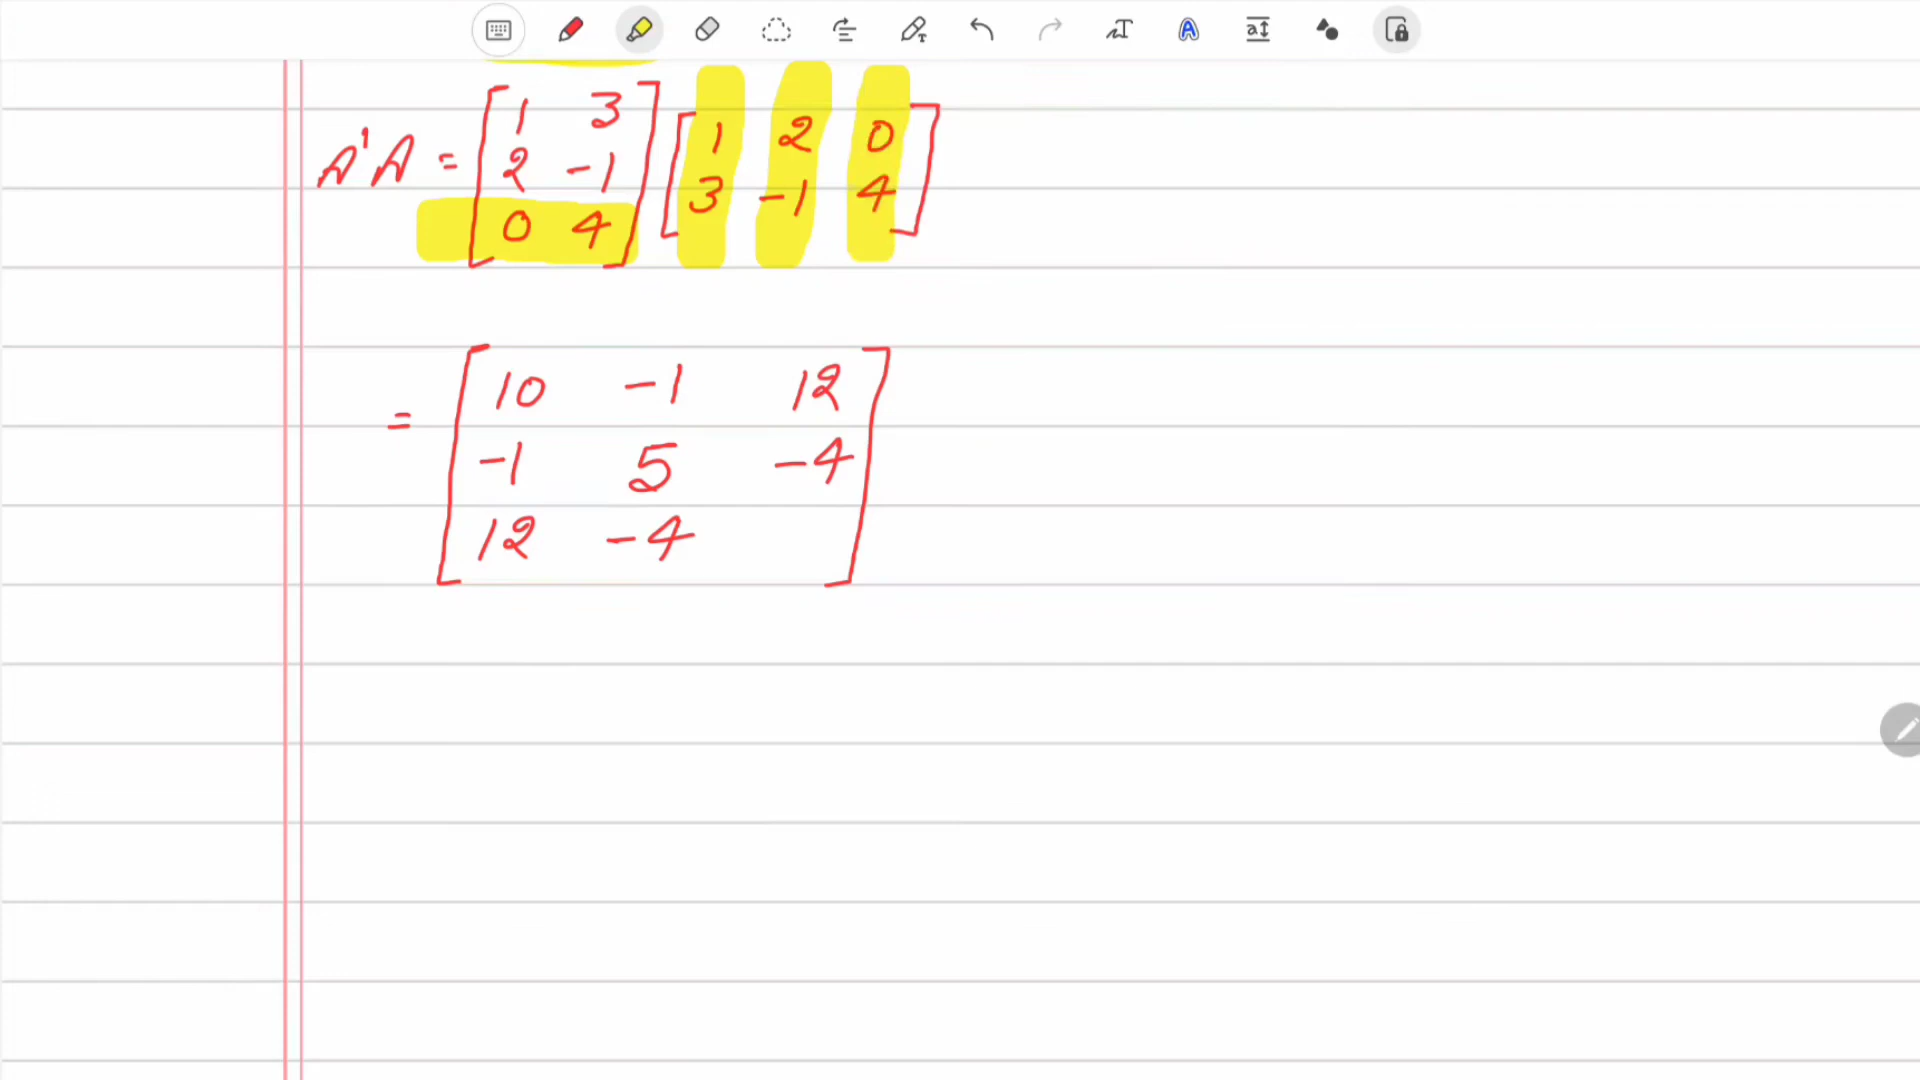 A'A = [1 3 [1 2 0
2 -1 3 -1 4]
0 4]
= [10 -1 12
-1 5 -4
12 -4 ]